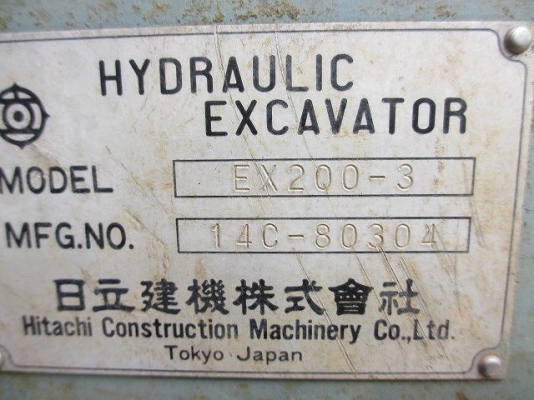 HYDRAULIC
EXCAVATOR
MODEL EX200-3
MFG.NO. 14C-80304
日立建機株式會社
Hitachi Construction Machinery Co.,Ltd.
Tokyo Japan